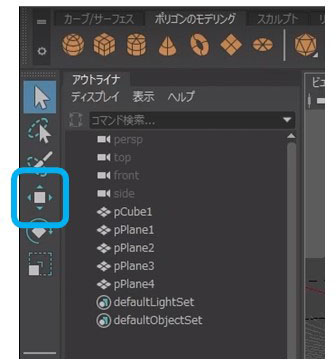 カーブ/サーフェス ポリゴンのモデリング スカルプト リ
アウトライナ ビュ
ディスプレイ 表示 ヘルプ
コマンド検索...
persp
top
front
side
pCube1
pPlane1
pPlane2
pPlane3
pPlane4
defaultLightSet
defaultObjectSet